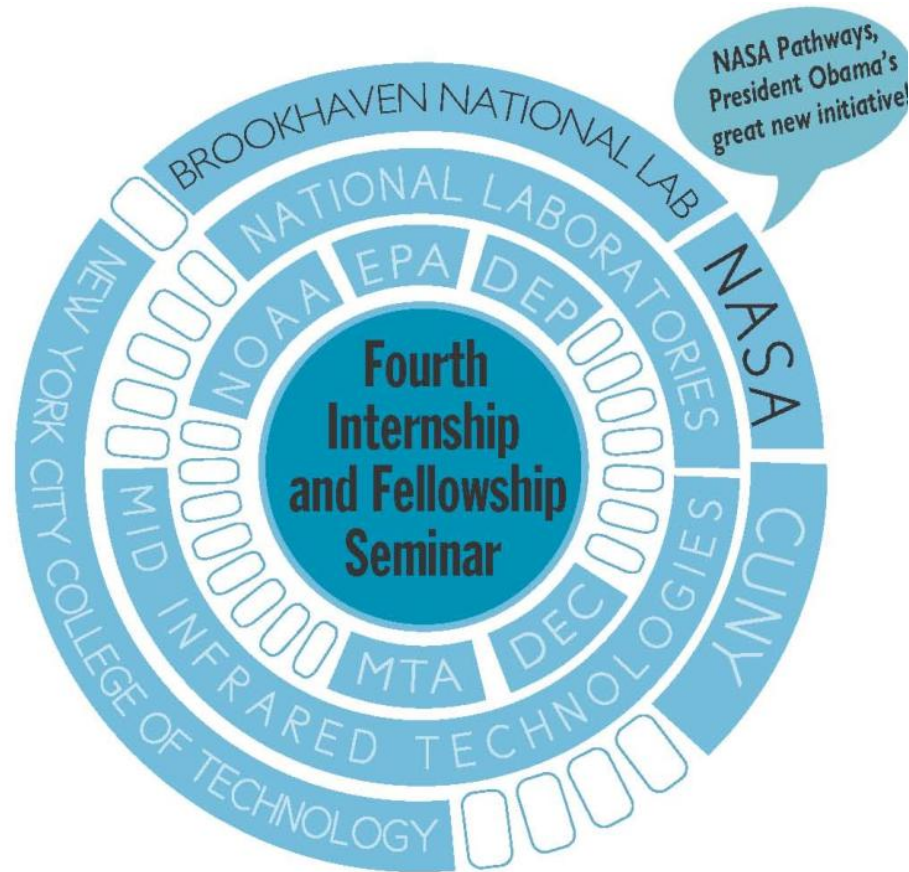 NASA Pathways,
President Obama's
great new initiative!
BROOKHAVEN NATIONAL LAB
NASA
CUNY
NEW YORK CITY COLLEGE OF TECHNOLOGY
NATIONAL LABORATORIES
MID INFRARED TECHNOLOGIES
NOAA
EPA
DEP
DEC
MTA
Fourth
Internship
and Fellowship
Seminar